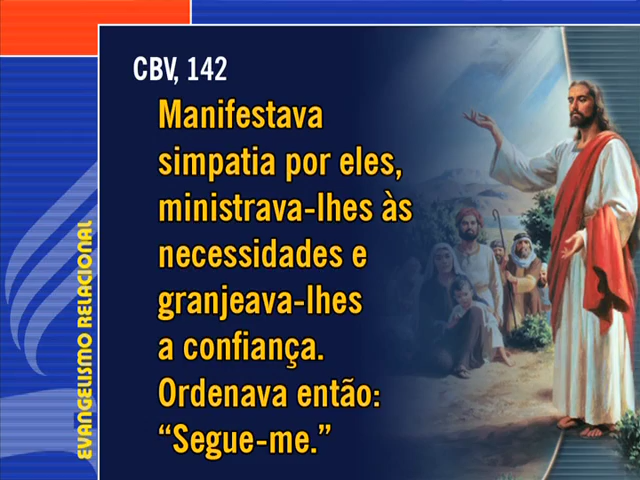 CBV, 142
Manifestava
simpatia por eles,
ministrava-lhes às
necessidades e
granjeava-lhes
a confiança.
Ordenava então:
“Segue-me.”
EVANGELISMO RELACIONAL